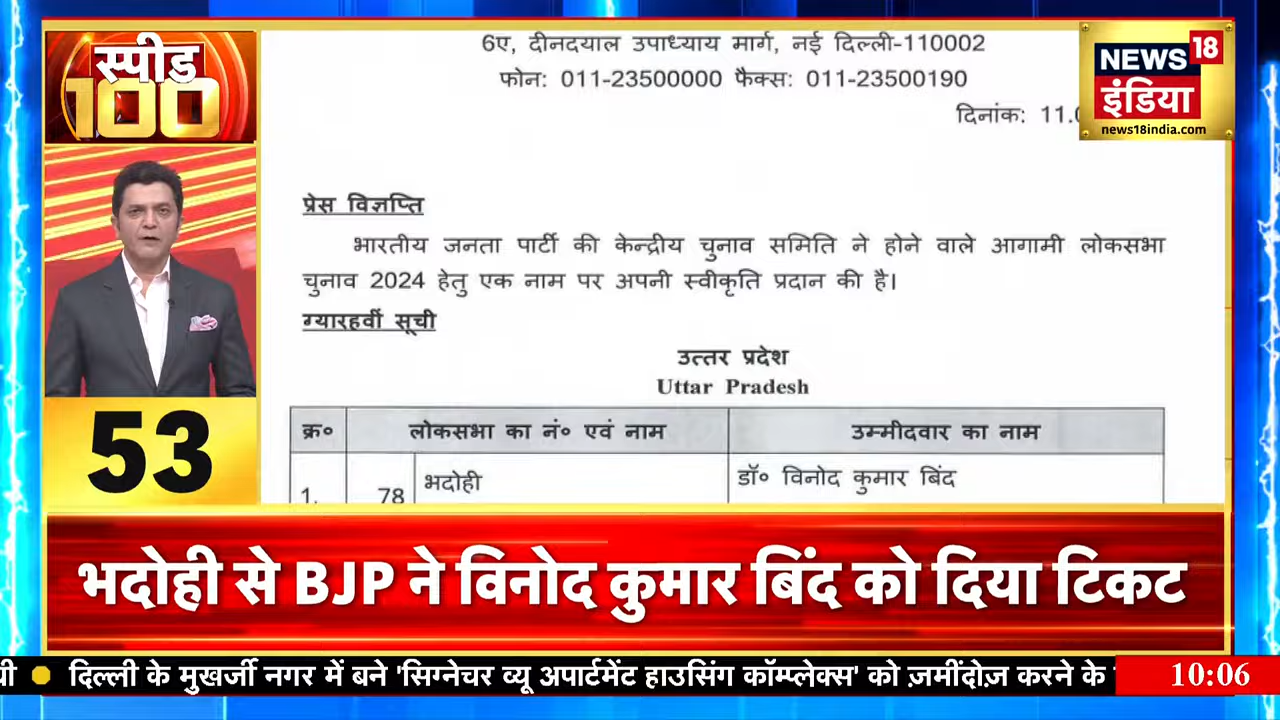 स्पीड
100
6ए, दीनदयाल उपाध्याय मार्ग, नई दिल्ली-110002
फोन: 011-23500000 फैक्स: 011-23500190
दिनांक: 11.
NEWS 18
इंडिया
news18india.com
प्रेस विज्ञप्ति
भारतीय जनता पार्टी की केन्द्रीय चुनाव समिति ने होने वाले आगामी लोकसभा
चुनाव 2024 हेतु एक नाम पर अपनी स्वीकृति प्रदान की है।
ग्यारहवीं सूची
उत्तर प्रदेश
Uttar Pradesh
क्र० लोकसभा का नं० एवं नाम उम्मीदवार का नाम
1. 78 भदोही डॉ० विनोद कुमार बिंद
53
भदोही से BJP ने विनोद कुमार बिंद को दिया टिकट
दिल्ली के मुखर्जी नगर में बने 'सिग्नेचर व्यू अपार्टमेंट हाउसिंग कॉम्प्लेक्स' को ज़मींदोज़ करने के
10:06